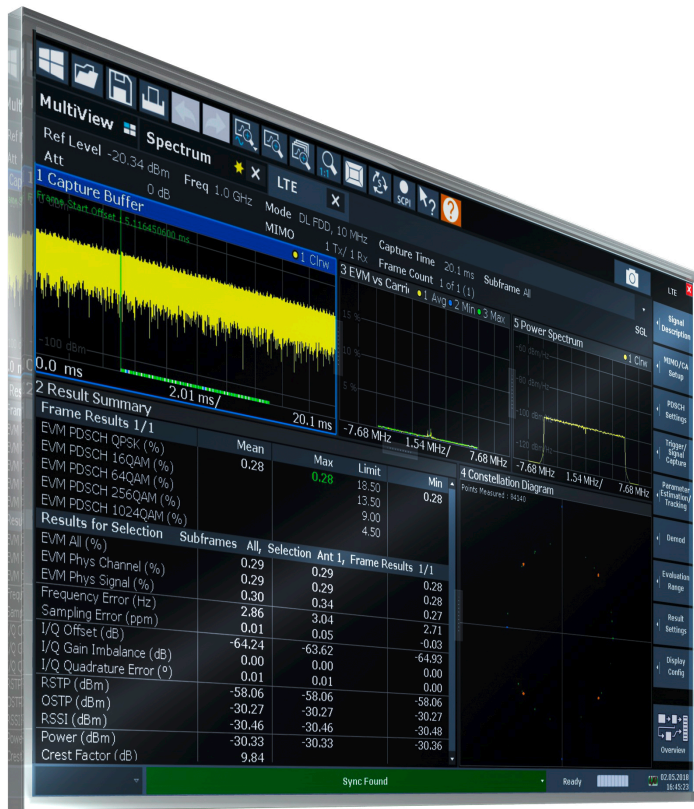 MultiView
Spectrum
LTE
SCPI
1:1
Ref Level -20.34 dBm Freq 1.0 GHz Mode DL FDD, 10 MHz Capture Time 20.1 ms Subframe All
Att 0 dB MIMO 1 Tx/ 1 Rx Frame Count 1 of 1 (1)
SGL
1 Capture Buffer
1 Clrw
Frame Start Offset : 5.116450600 ms
-100 dBm
0.0 ms 2.01 ms/ 20.1 ms
3 EVM vs Carri.
1 Avg 2 Min 3 Max
15 %
10 %
5 %
-7.68 MHz 1.54 MHz/ 7.68 MHz
5 Power Spectrum
1 Clrw
-60 dBm/Hz
-80 dBm/Hz
-100 dBm/Hz
-120 dBm/Hz
-7.68 MHz 1.54 MHz/ 7.68 MHz
2 Result Summary
Frame Results 1/1 Mean Max Limit Min
EVM PDSCH QPSK (%) 0.28 0.28 18.50 0.28
EVM PDSCH 16QAM (%) 13.50
EVM PDSCH 64QAM (%) 9.00
EVM PDSCH 256QAM (%) 4.50
EVM PDSCH 1024QAM (%)
Results for Selection Subframes All, Selection Ant 1, Frame Results 1/1
EVM All (%) 0.29 0.29 0.28
EVM Phys Channel (%) 0.29 0.29 0.28
EVM Phys Signal (%) 0.30 0.34 0.27
Frequency Error (Hz) 2.86 3.04 2.71
Sampling Error (ppm) 0.01 0.05 -0.03
I/Q Offset (dB) -64.24 -63.62 -64.93
I/Q Gain Imbalance (dB) 0.00 0.00 0.00
I/Q Quadrature Error (°) 0.01 0.01 0.00
RSTP (dBm) -58.06 -58.06 -58.06
OSTP (dBm) -30.27 -30.27 -30.27
RSSI (dBm) -30.46 -30.46 -30.48
Power (dBm) -30.33 -30.33 -30.36
Crest Factor (dB) 9.84
4 Constellation Diagram
Points Measured : 84140
LTE
Signal
Description
MIMO/CA
Setup
PDSCH
Settings
Trigger/
Signal
Capture
Parameter
Estimation/
Tracking
Demod
Evaluation
Range
Result
Settings
Display
Config
Overview
Sync Found
Ready
02.05.2018
16:45:23